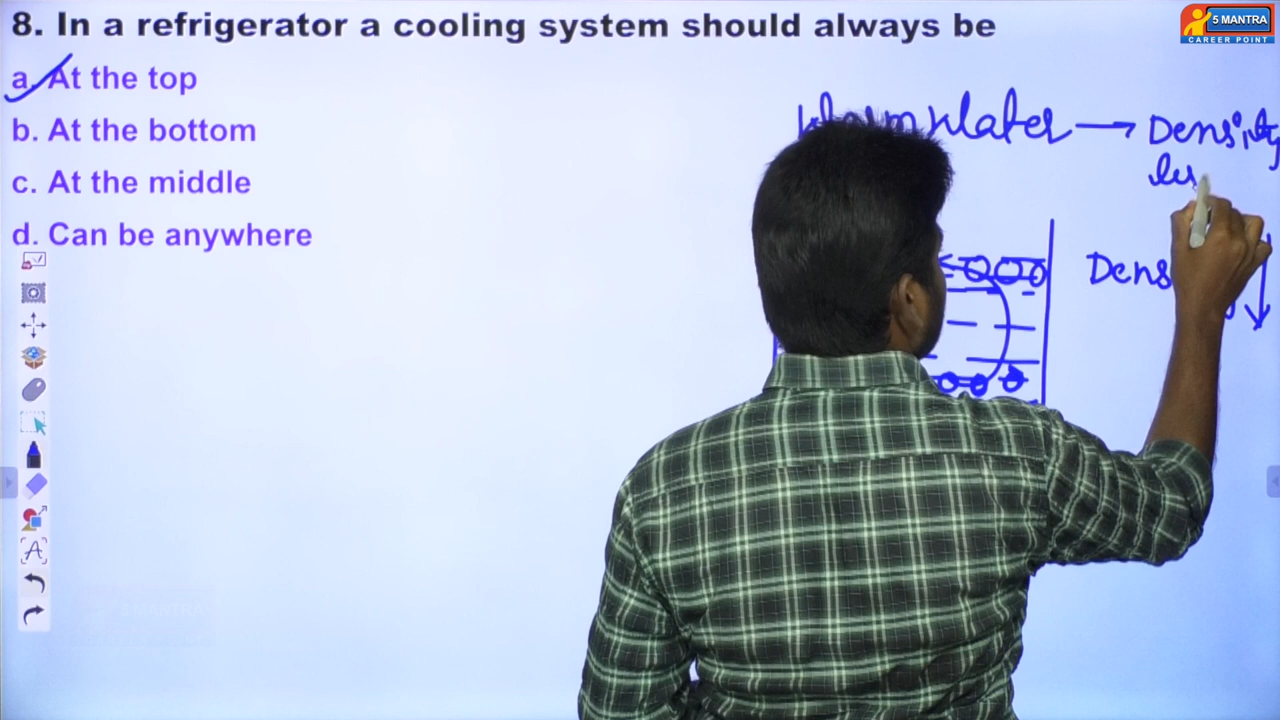 8. In a refrigerator a cooling system should always be
a. At the top
b. At the bottom
c. At the middle
d. Can be anywhere
5 MANTRA
CAREER POINT
Water → Density
Dens